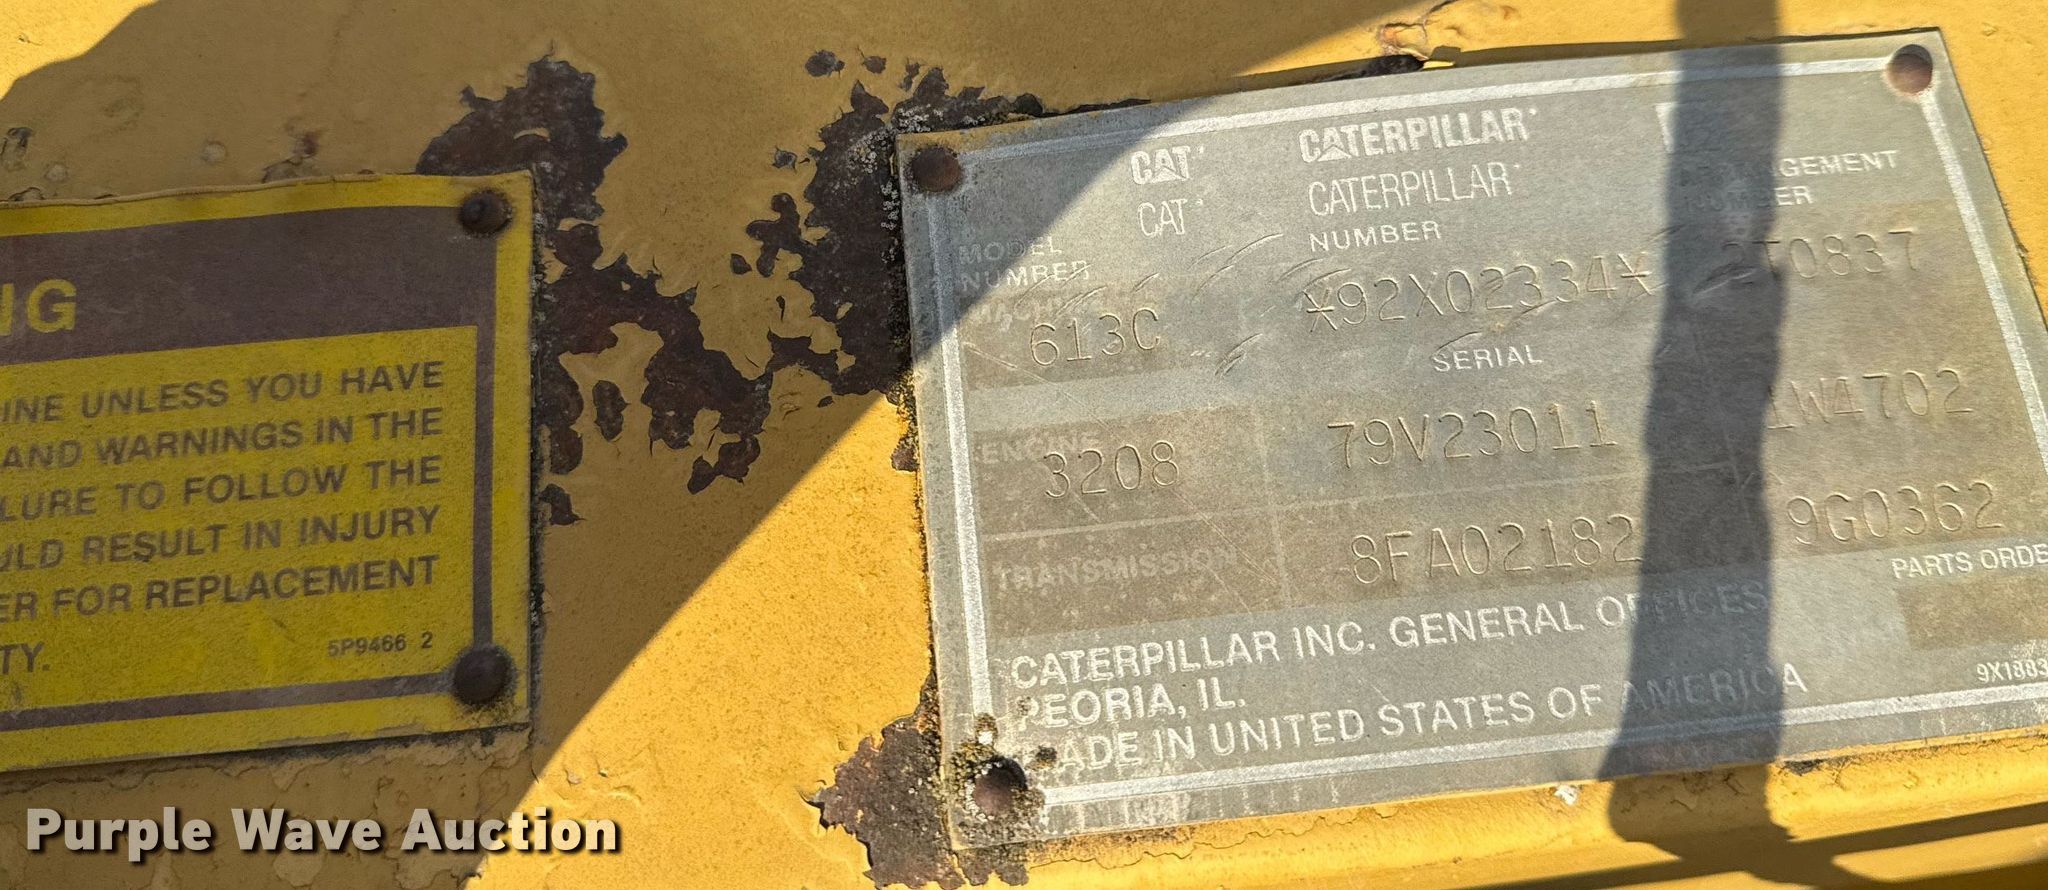 NG
INE UNLESS YOU HAVE
AND WARNINGS IN THE
LURE TO FOLLOW THE
ULD RESULT IN INJURY
ER FOR REPLACEMENT
TY.
5P9466 2
CAT CATERPILLAR
CAT CATERPILLAR
MODEL NUMBER
NUMBER
ARRANGEMENT NUMBER
MACHINE 613C *92X02334* 2T0837
SERIAL
ENGINE 3208 79V23011 1W4702
TRANSMISSION 8FA02182 9G0362
PARTS ORDE
CATERPILLAR INC. GENERAL OFFICES
PEORIA, IL.
MADE IN UNITED STATES OF AMERICA
9X1883
Purple Wave Auction